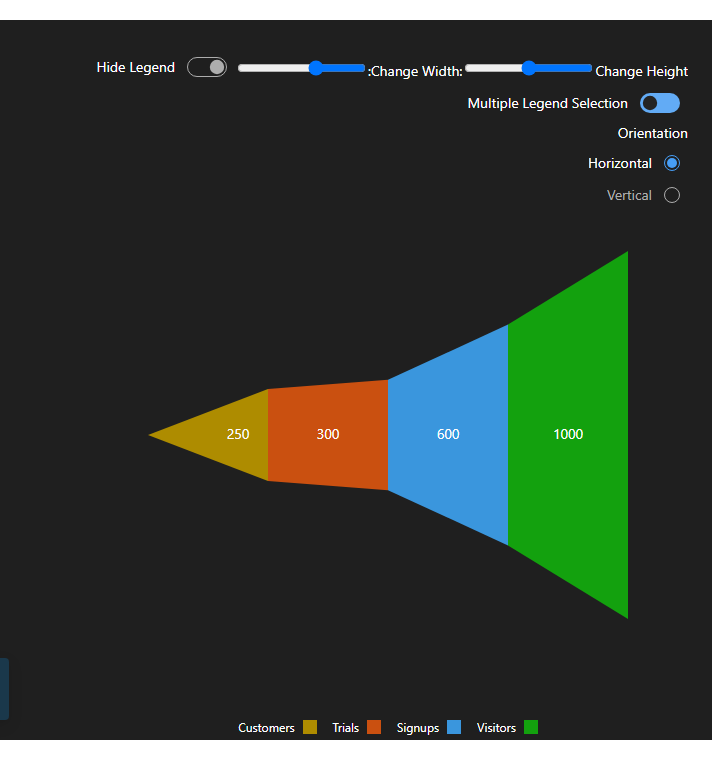 Change Height :Change Width: Hide Legend
Multiple Legend Selection
Orientation
Horizontal
Vertical
250 300 600 1000
Customers Trials Signups Visitors